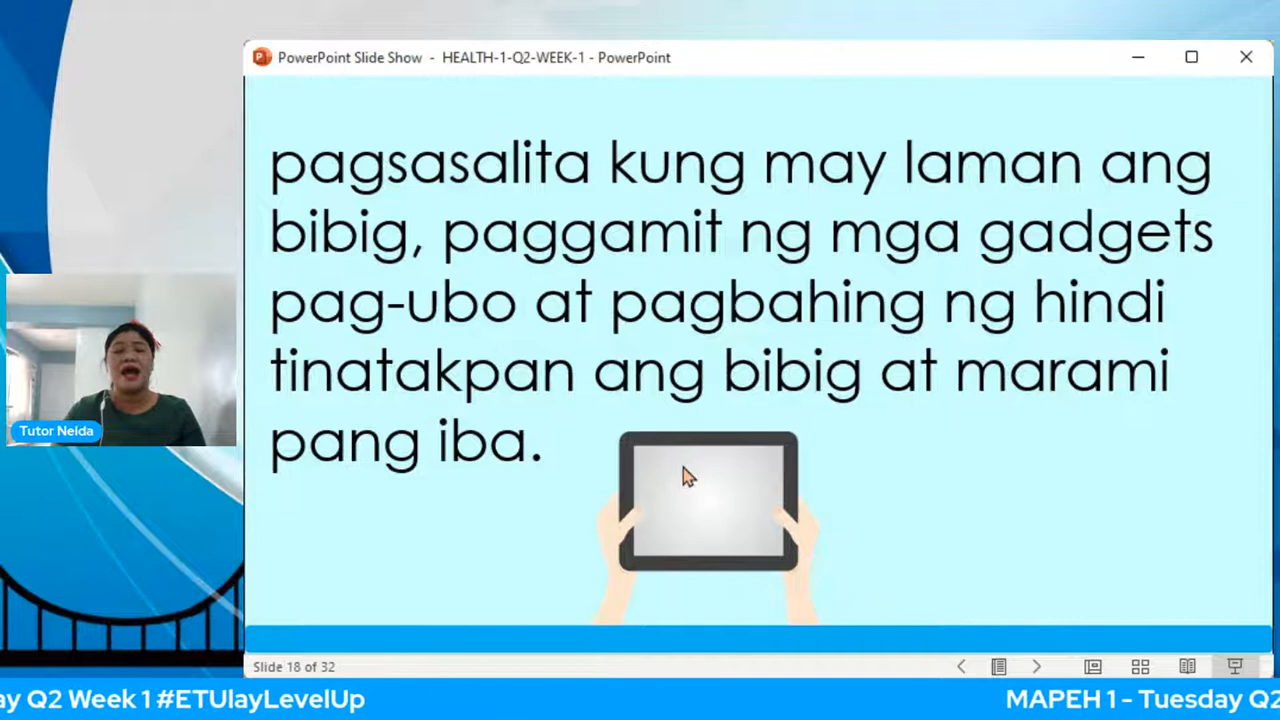 PowerPoint Slide Show - HEALTH-1-Q2-WEEK-1 - PowerPoint
pagsasalita kung may laman ang
bibig, paggamit ng mga gadgets
pag-ubo at pagbahing ng hindi
tinatakpan ang bibig at marami
pang iba.
Tutor Nelda
Slide 18 of 32
ay Q2 Week 1 #ETUlayLevelUp
MAPEH 1 - Tuesday Q2